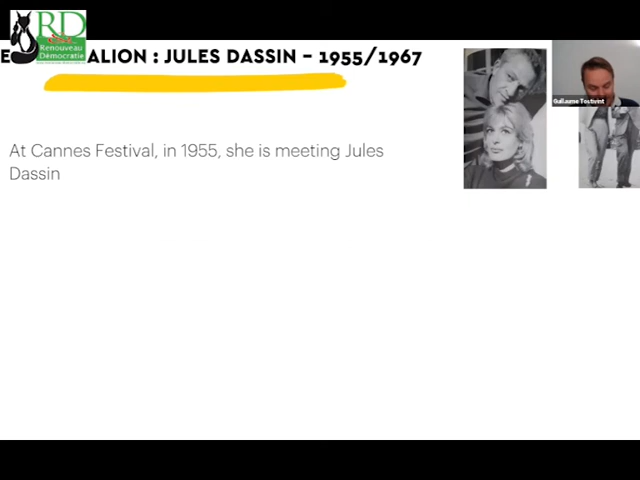 RD
Renouveau
Démocratie
E ALION : JULES DASSIN – 1955/1967
Guillaume Tostivint
At Cannes Festival, in 1955, she is meeting Jules
Dassin